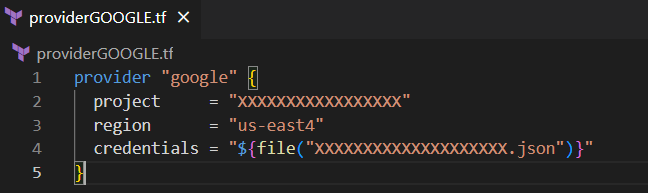 providerGOOGLE.tf ×
providerGOOGLE.tf
1 provider "google" {
2   project     = "XXXXXXXXXXXXXXXXX"
3   region      = "us-east4"
4   credentials = "${file("XXXXXXXXXXXXXXXXXXXX.json")}"
5 }